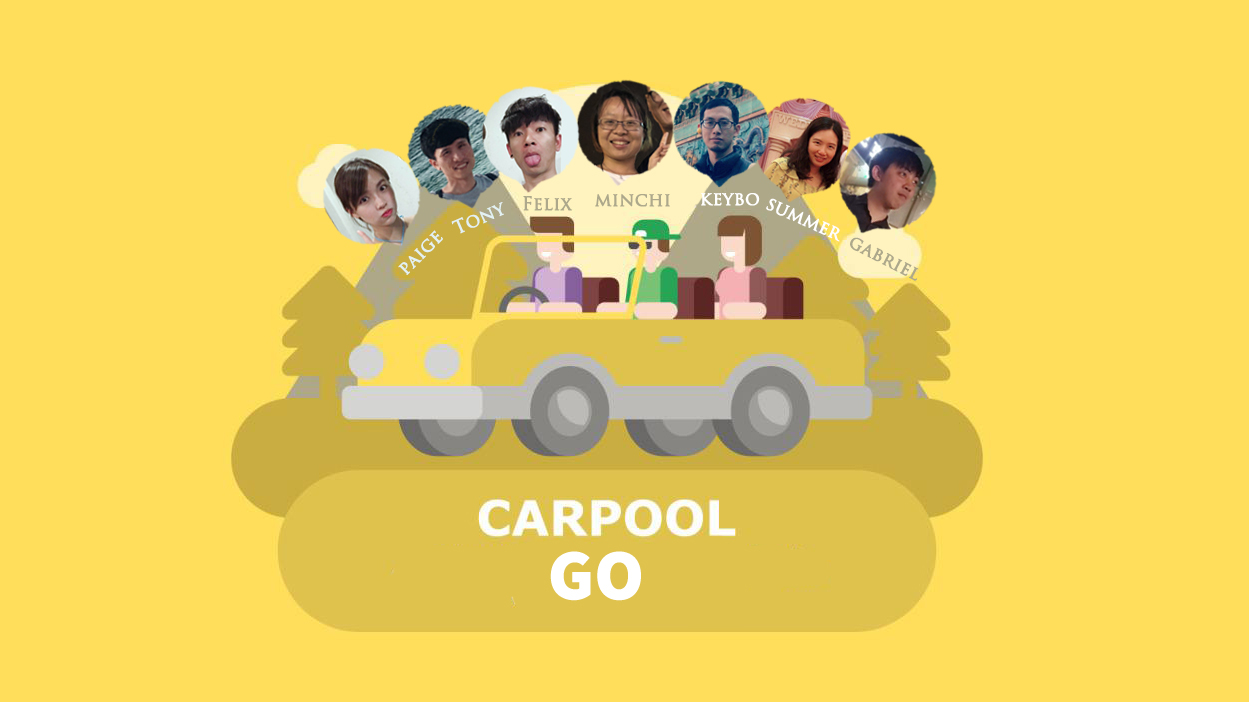 PAIGE
TONY
FELIX
MINCHI
KEYBO
SUMMER
GABRIEL
CARPOOL
GO